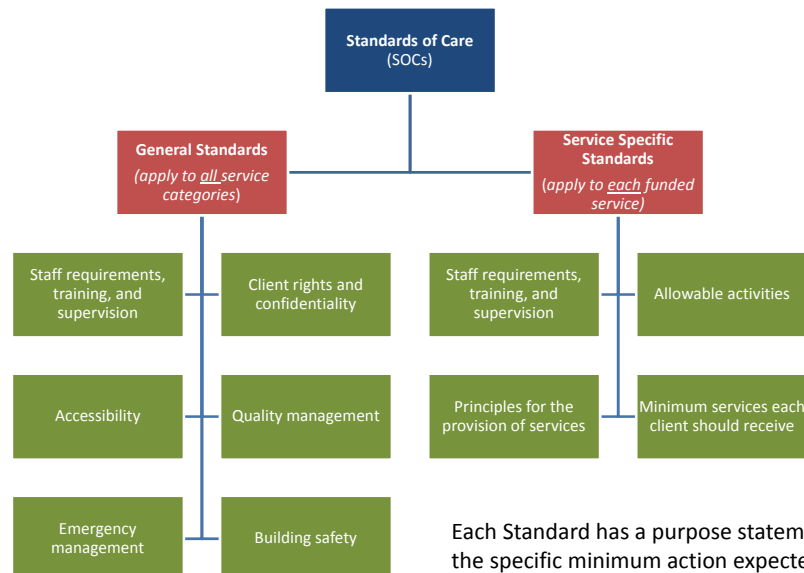 Standards of Care
(SOCs)
General Standards
(apply to all service
categories)
Service Specific
Standards
(apply to each funded
service)
Staff requirements,
training, and
supervision
Client rights and
confidentiality
Staff requirements,
training, and
supervision
Allowable activities
Accessibility
Quality management
Principles for the
provision of services
Minimum services each
client should receive
Emergency
management
Building safety
Each Standard has a purpose
the specific minimum action